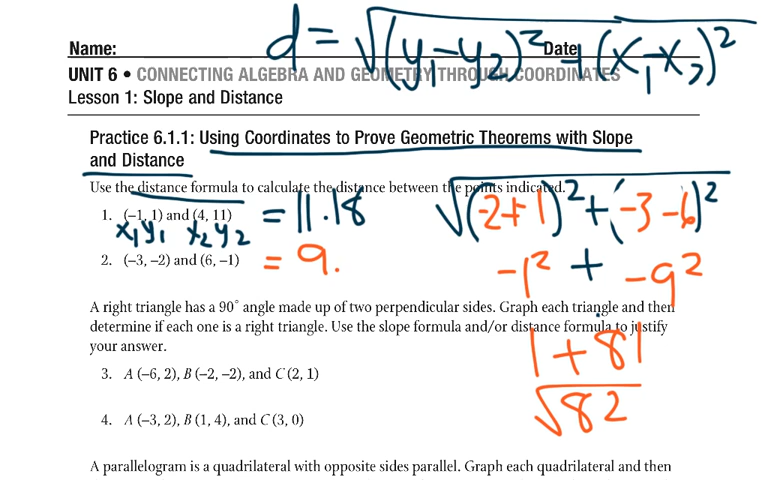 d = √(y₁-y₂)² + (x₁-x₂)²
Name: Date:
UNIT 6 • CONNECTING ALGEBRA AND GEOMETRY THROUGH COORDINATES
Lesson 1: Slope and Distance
Practice 6.1.1: Using Coordinates to Prove Geometric Theorems with Slope
and Distance
Use the distance formula to calculate the distance between the points indicated.
1. (–1, 1) and (4, 11) = 11.18
x₁y₁ x₂y₂
√(-2+1)² + (-3-6)²
2. (–3, –2) and (6, –1) = 9.
-1² + -9²
A right triangle has a 90° angle made up of two perpendicular sides. Graph each triangle and then
determine if each one is a right triangle. Use the slope formula and/or distance formula to justify
your answer.
1 + 81
3. A (–6, 2), B (–2, –2), and C (2, 1)
√82
4. A (–3, 2), B (1, 4), and C (3, 0)
A parallelogram is a quadrilateral with opposite sides parallel. Graph each quadrilateral and then